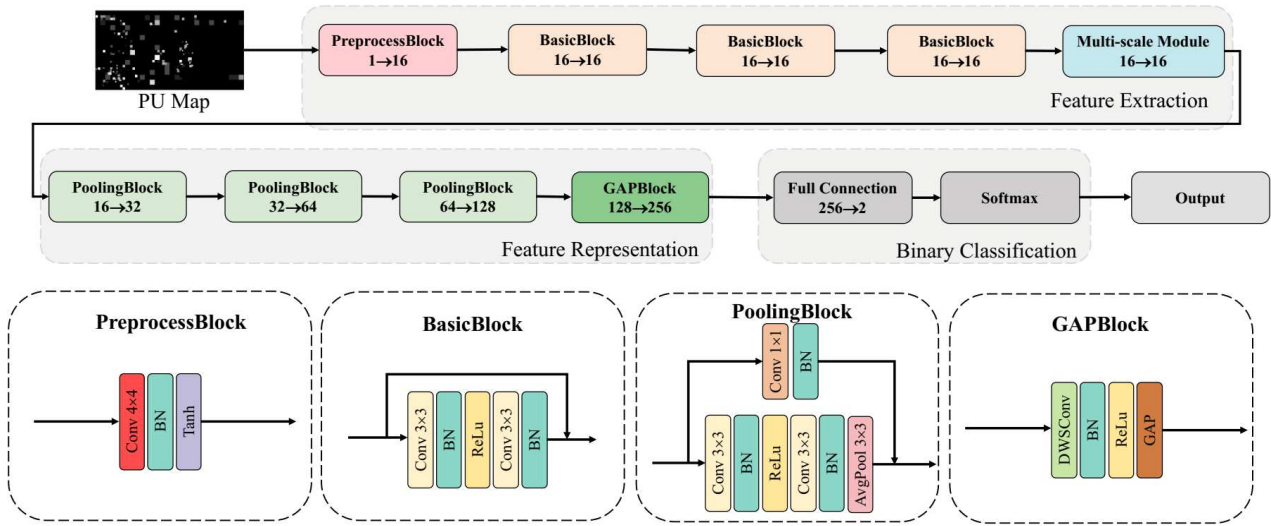 PU Map
PreprocessBlock
1→16
BasicBlock
16→16
BasicBlock
16→16
BasicBlock
16→16
Multi-scale Module
16→16
Feature Extraction
PoolingBlock
16→32
PoolingBlock
32→64
PoolingBlock
64→128
GAPBlock
128→256
Feature Representation
Full Connection
256→2
Softmax
Binary Classification
Output
PreprocessBlock
Conv 4×4
BN
Tanh
BasicBlock
Conv 3×3
BN
ReLu
Conv 3×3
BN
PoolingBlock
Conv 1×1
BN
Conv 3×3
BN
ReLu
Conv 3×3
BN
AvgPool 3×3
GAPBlock
DWSConv
BN
ReLu
GAP